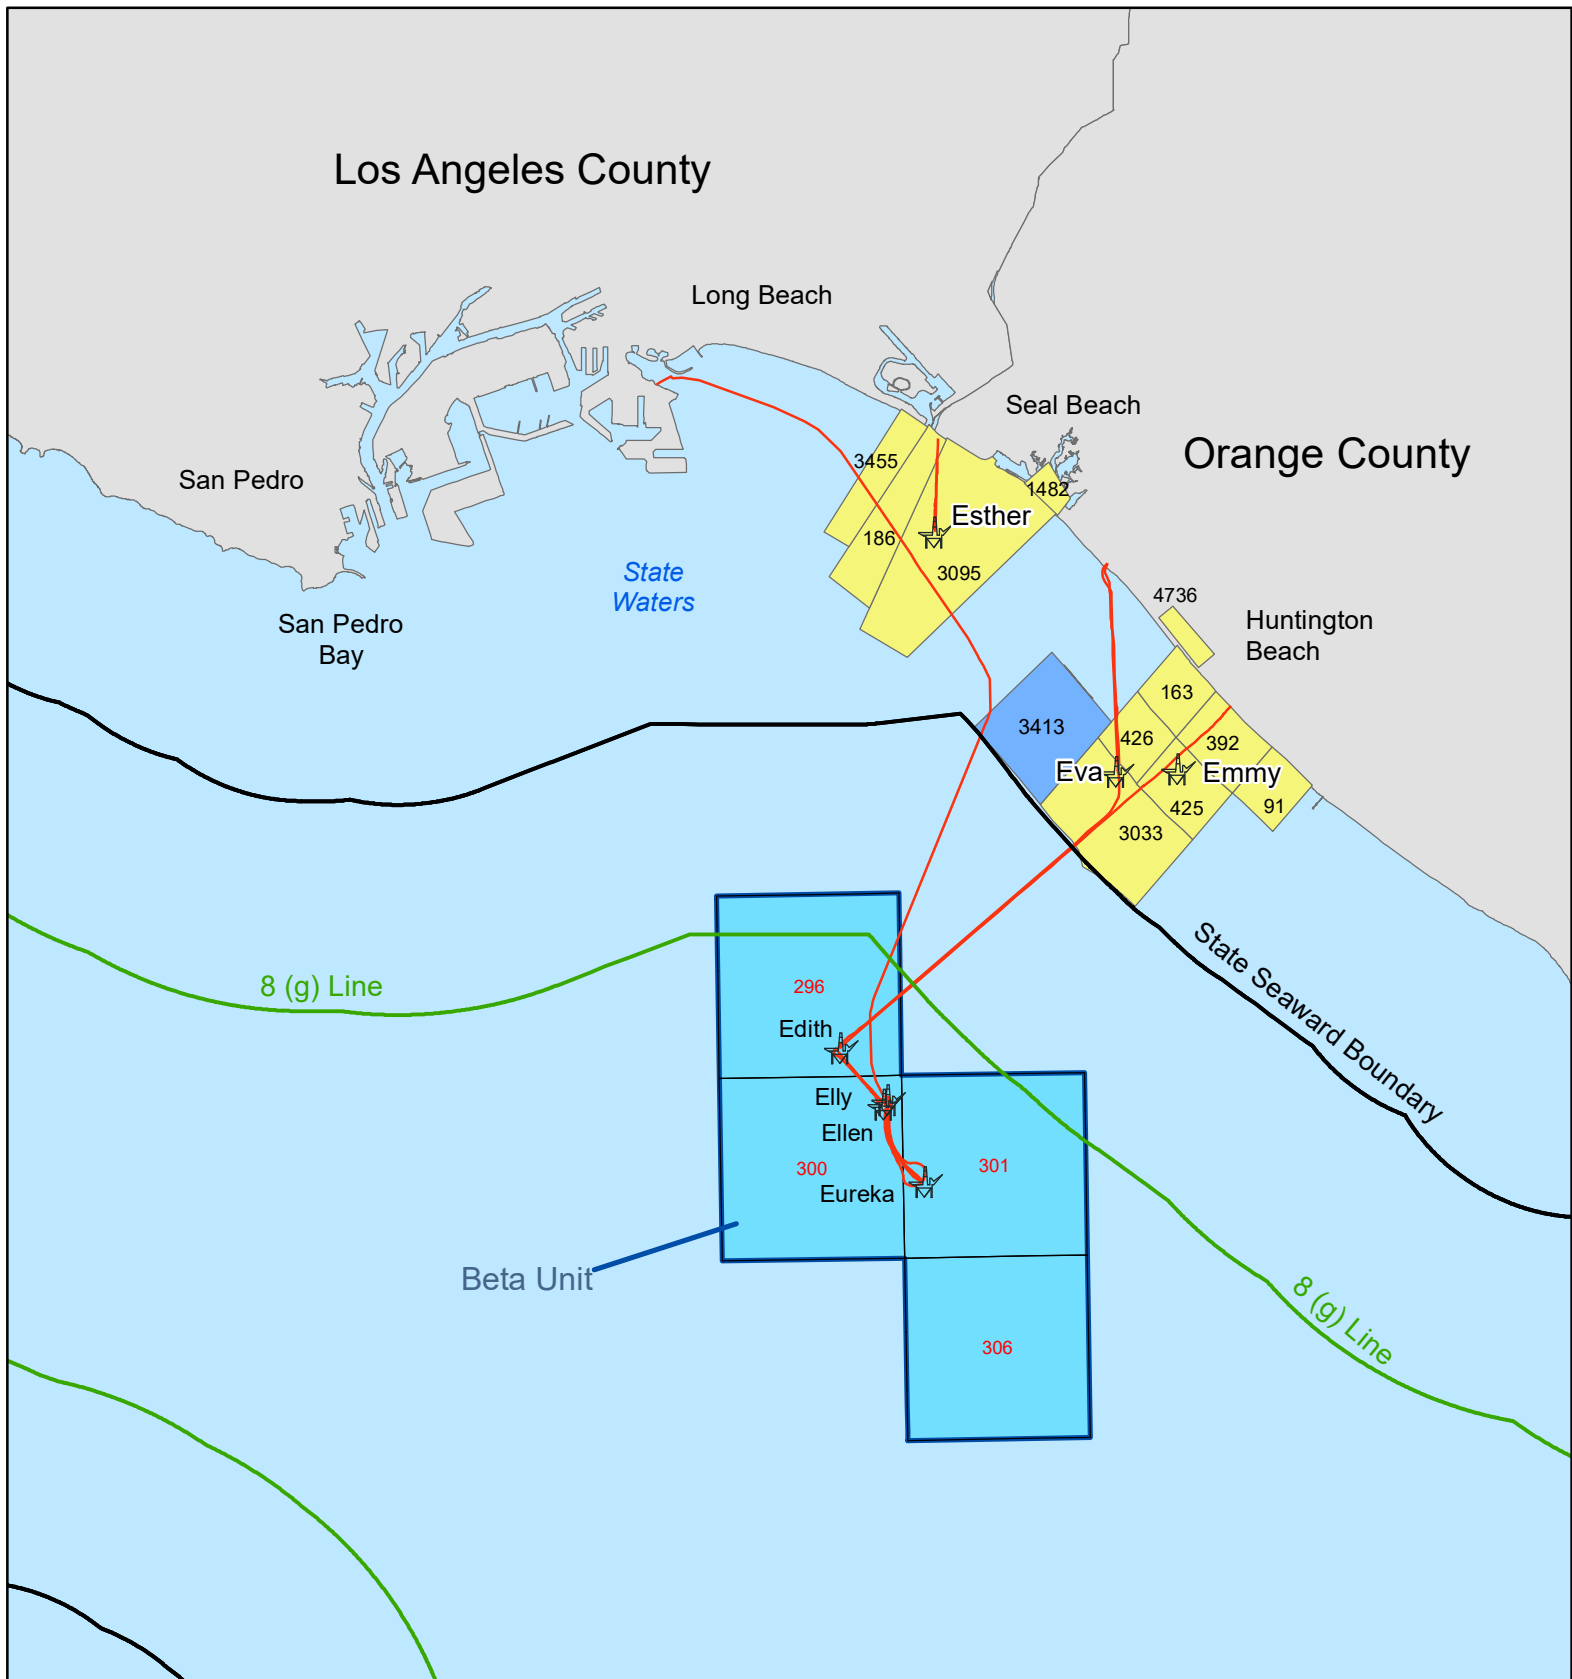 Los Angeles County
Long Beach
Seal Beach
Orange County
3455
San Pedro
1482
Esther
186
3095
State
Waters
4736
San Pedro
Bay
Huntington
Beach
163
3413
426
392
Eva
Emmy
425
91
3033
State Seaward Boundary
8 (g) Line
296
Edith
Elly
Ellen
300
301
Eureka
Beta Unit
8 (g) Line
306